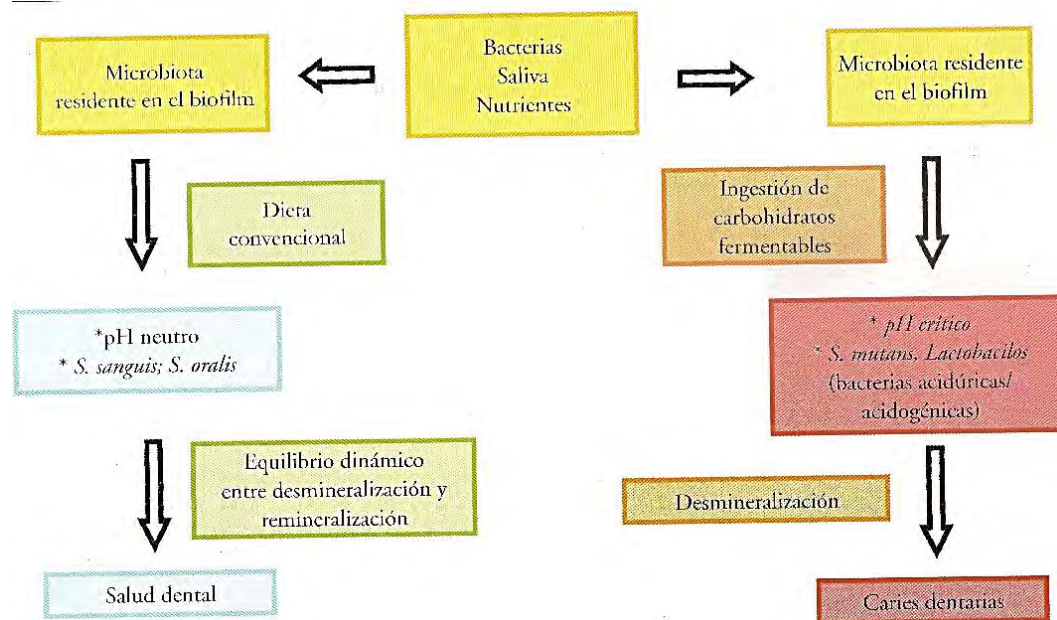 Microbiota
residente en el biofilm
Bacterias
Saliva
Nutrientes
Microbiota residente
en el biofilm
Dieta
convencional
Ingestión de
carbohidratos
fermentables
*pH neutro
* S. sanguis; S. oralis
* pH crítico
* S. mutans, Lactobacilos
(bacterias acidúricas/
acidogénicas)
Equilibrio dinámico
entre desmineralización y
remineralización
Desmineralización
Salud dental
Caries dentarias